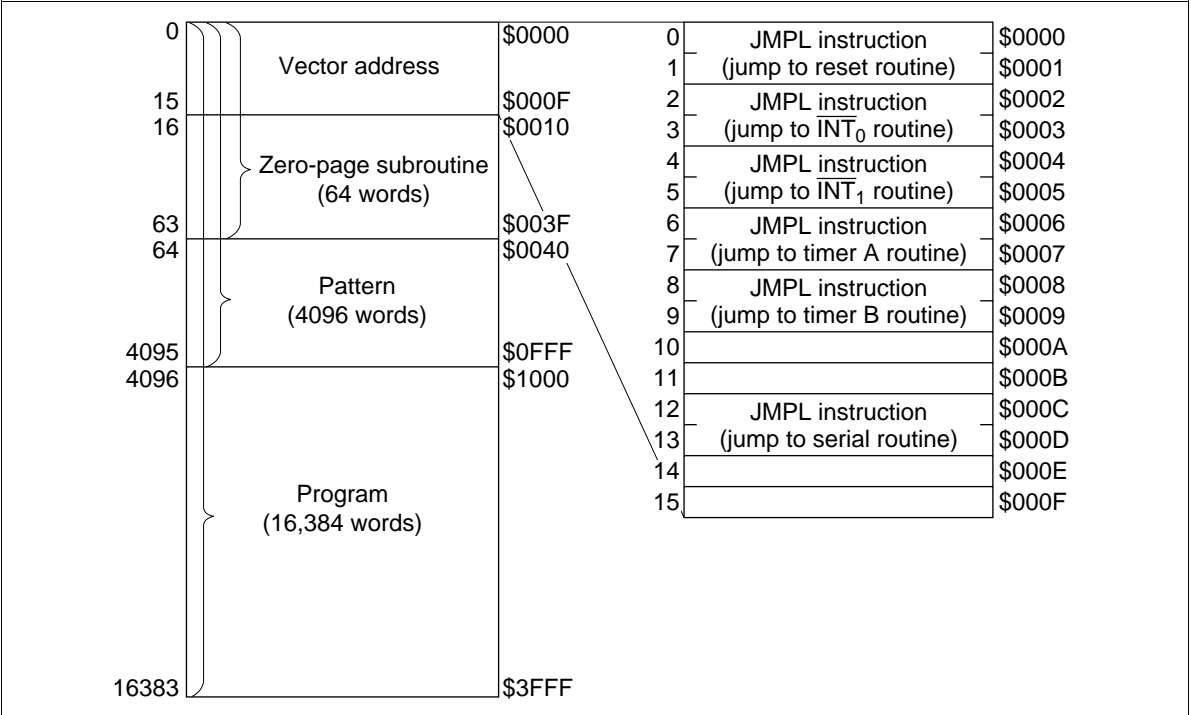 0
$0000
Vector address
15
$000F
16
$0010
Zero-page subroutine
(64 words)
63
$003F
64
$0040
Pattern
(4096 words)
4095
$0FFF
4096
$1000
Program
(16,384 words)
16383
$3FFF
0
JMPL instruction
$0000
1
(jump to reset routine)
$0001
2
JMPL instruction
$0002
3
(jump to I̅N̅T̅₀ routine)
$0003
4
JMPL instruction
$0004
5
(jump to I̅N̅T̅₁ routine)
$0005
6
JMPL instruction
$0006
7
(jump to timer A routine)
$0007
8
JMPL instruction
$0008
9
(jump to timer B routine)
$0009
10
$000A
11
$000B
12
JMPL instruction
$000C
13
(jump to serial routine)
$000D
14
$000E
15
$000F